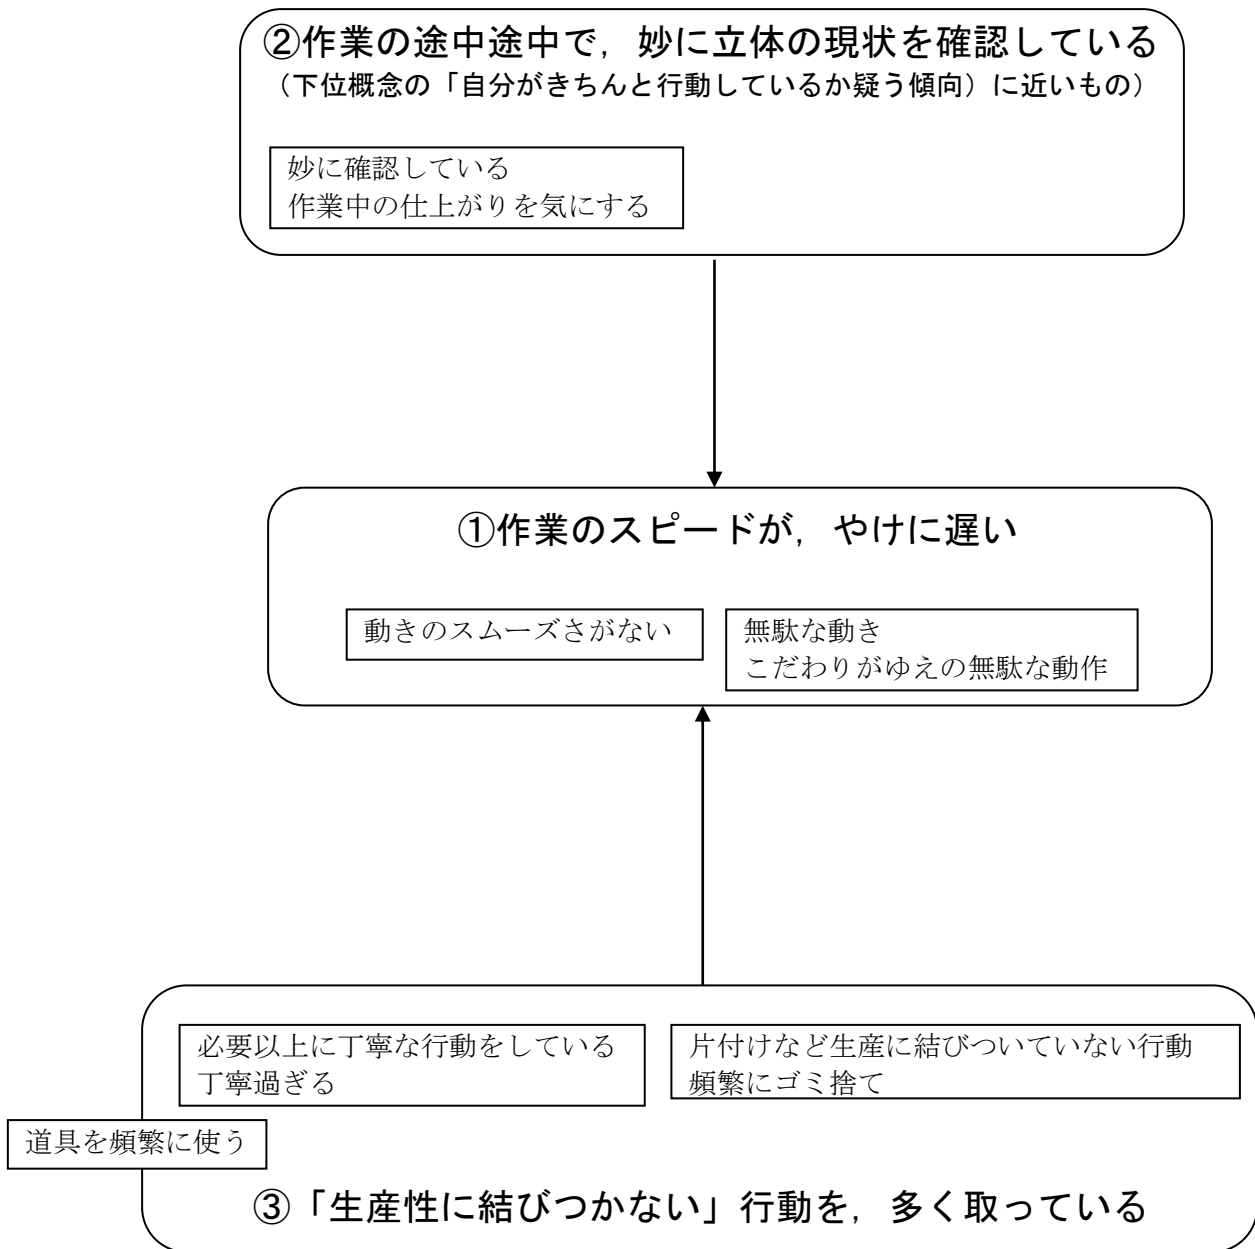 ②作業の途中途中で，妙に立体の現状を確認している
（下位概念の「自分がきちんと行動しているか疑う傾向）に近いもの）
妙に確認している
作業中の仕上がりを気にする
①作業のスピードが，やけに遅い
動きのスムーズさがない
無駄な動き
こだわりがゆえの無駄な動作
必要以上に丁寧な行動をしている
丁寧過ぎる
片付けなど生産に結びついていない行動
頻繁にゴミ捨て
道具を頻繁に使う
③「生産性に結びつかない」行動を，多く取っている